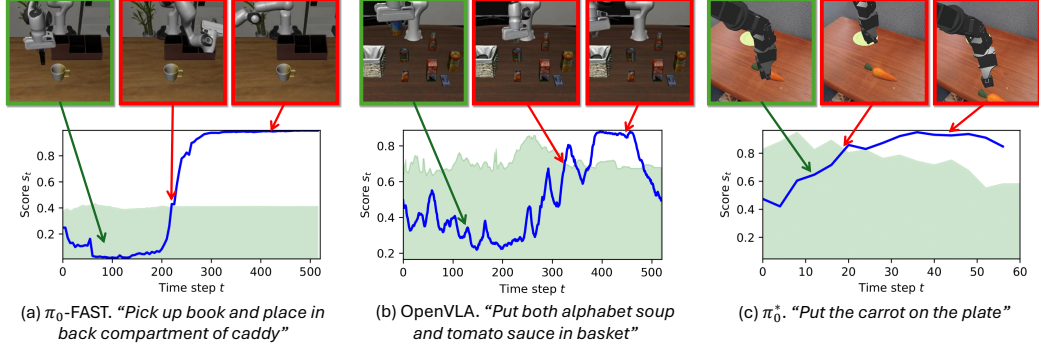 0.8
0.6
0.4
0.2
Score s_t
0 100 200 300 400 500
Time step t
(a) π₀-FAST. “Pick up book and place in
back compartment of caddy”
0.8
0.6
0.4
0.2
Score s_t
0 100 200 300 400 500
Time step t
(b) OpenVLA. “Put both alphabet soup
and tomato sauce in basket”
0.8
0.6
0.4
0.2
Score s_t
0 10 20 30 40 50 60
Time step t
(c) π₀*. “Put the carrot on the plate”